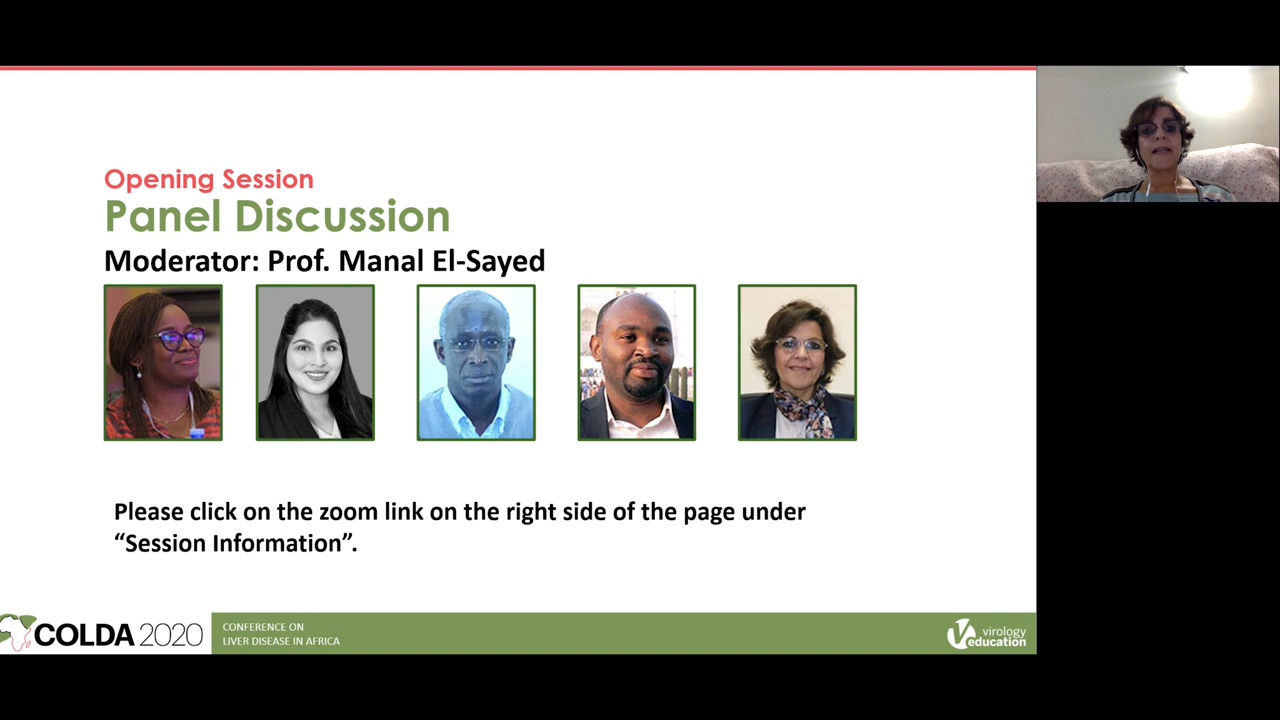 Opening Session
Panel Discussion
Moderator: Prof. Manal El-Sayed
Please click on the zoom link on the right side of the page under
“Session Information”.
COLDA 2020
CONFERENCE ON
LIVER DISEASE IN AFRICA
virology
education